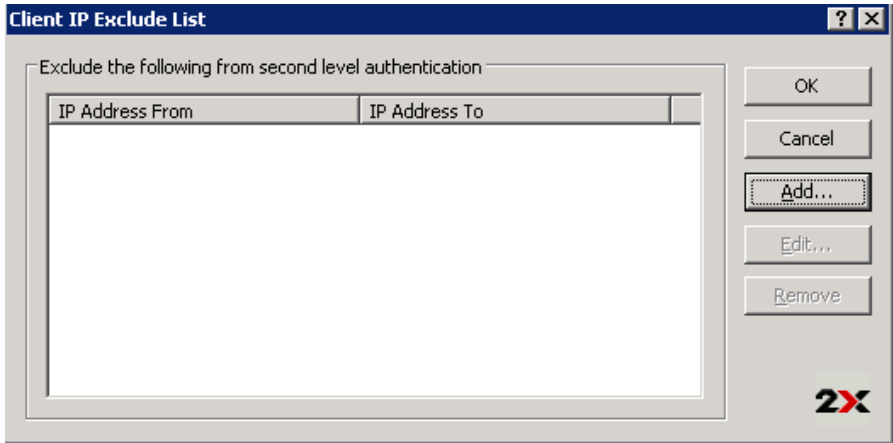 Client IP Exclude List
Exclude the following from second level authentication
IP Address From IP Address To
OK
Cancel
Add...
Edit...
Remove
2X